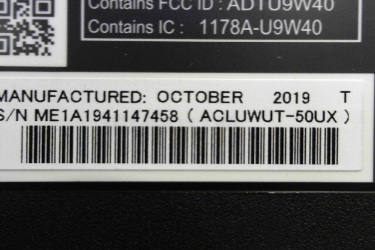 Contains FCC ID : ADTU9W40
Contains IC : 1178A-U9W40
MANUFACTURED: OCTOBER 2019 T
S/N ME1A1941147458 ( ACLUWUT-50UX )